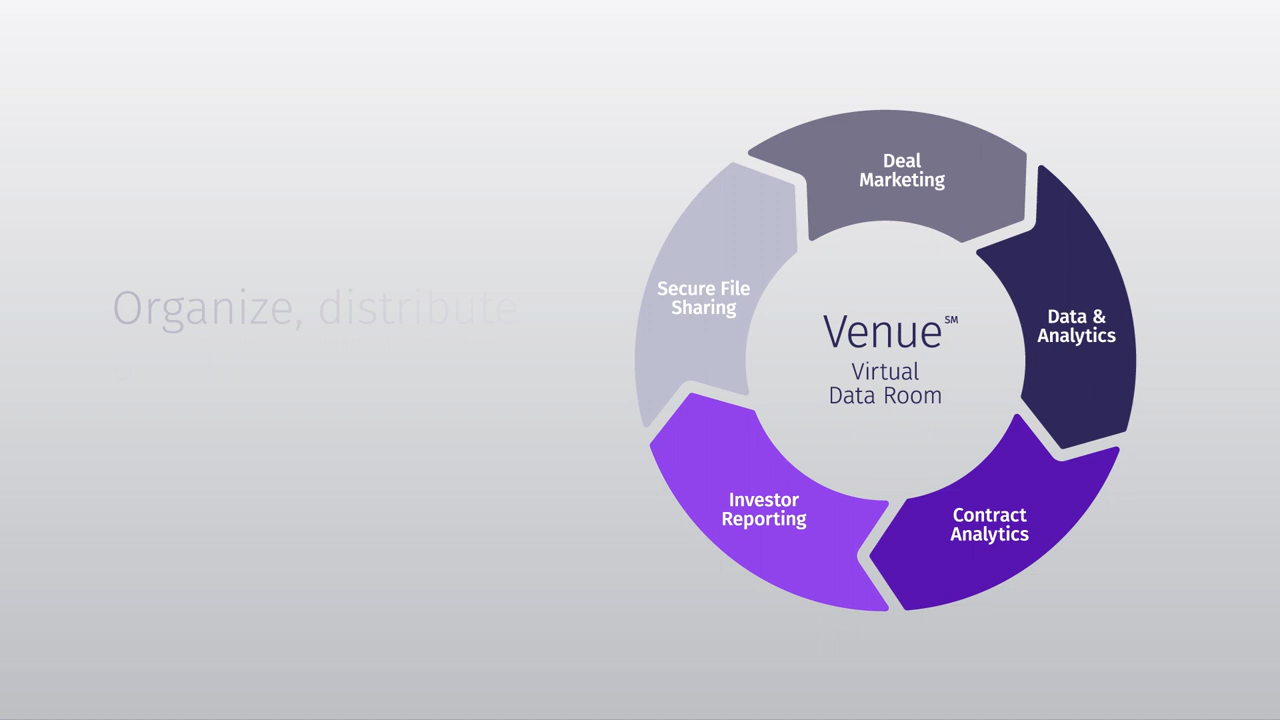 Organize, distribute
Deal
Marketing
Secure File
Sharing
Data &
Analytics
Venue℠
Virtual
Data Room
Investor
Reporting
Contract
Analytics